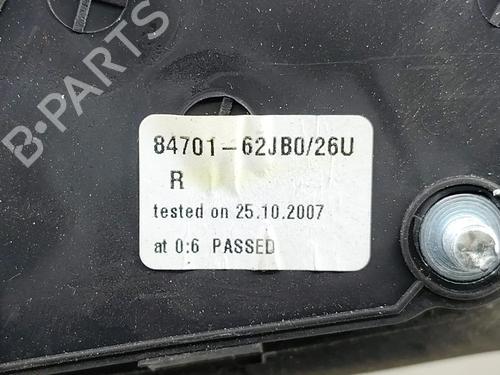 B-PARTS
84701-62JB0/26U
R
tested on 25.10.2007
at 0:6 PASSED